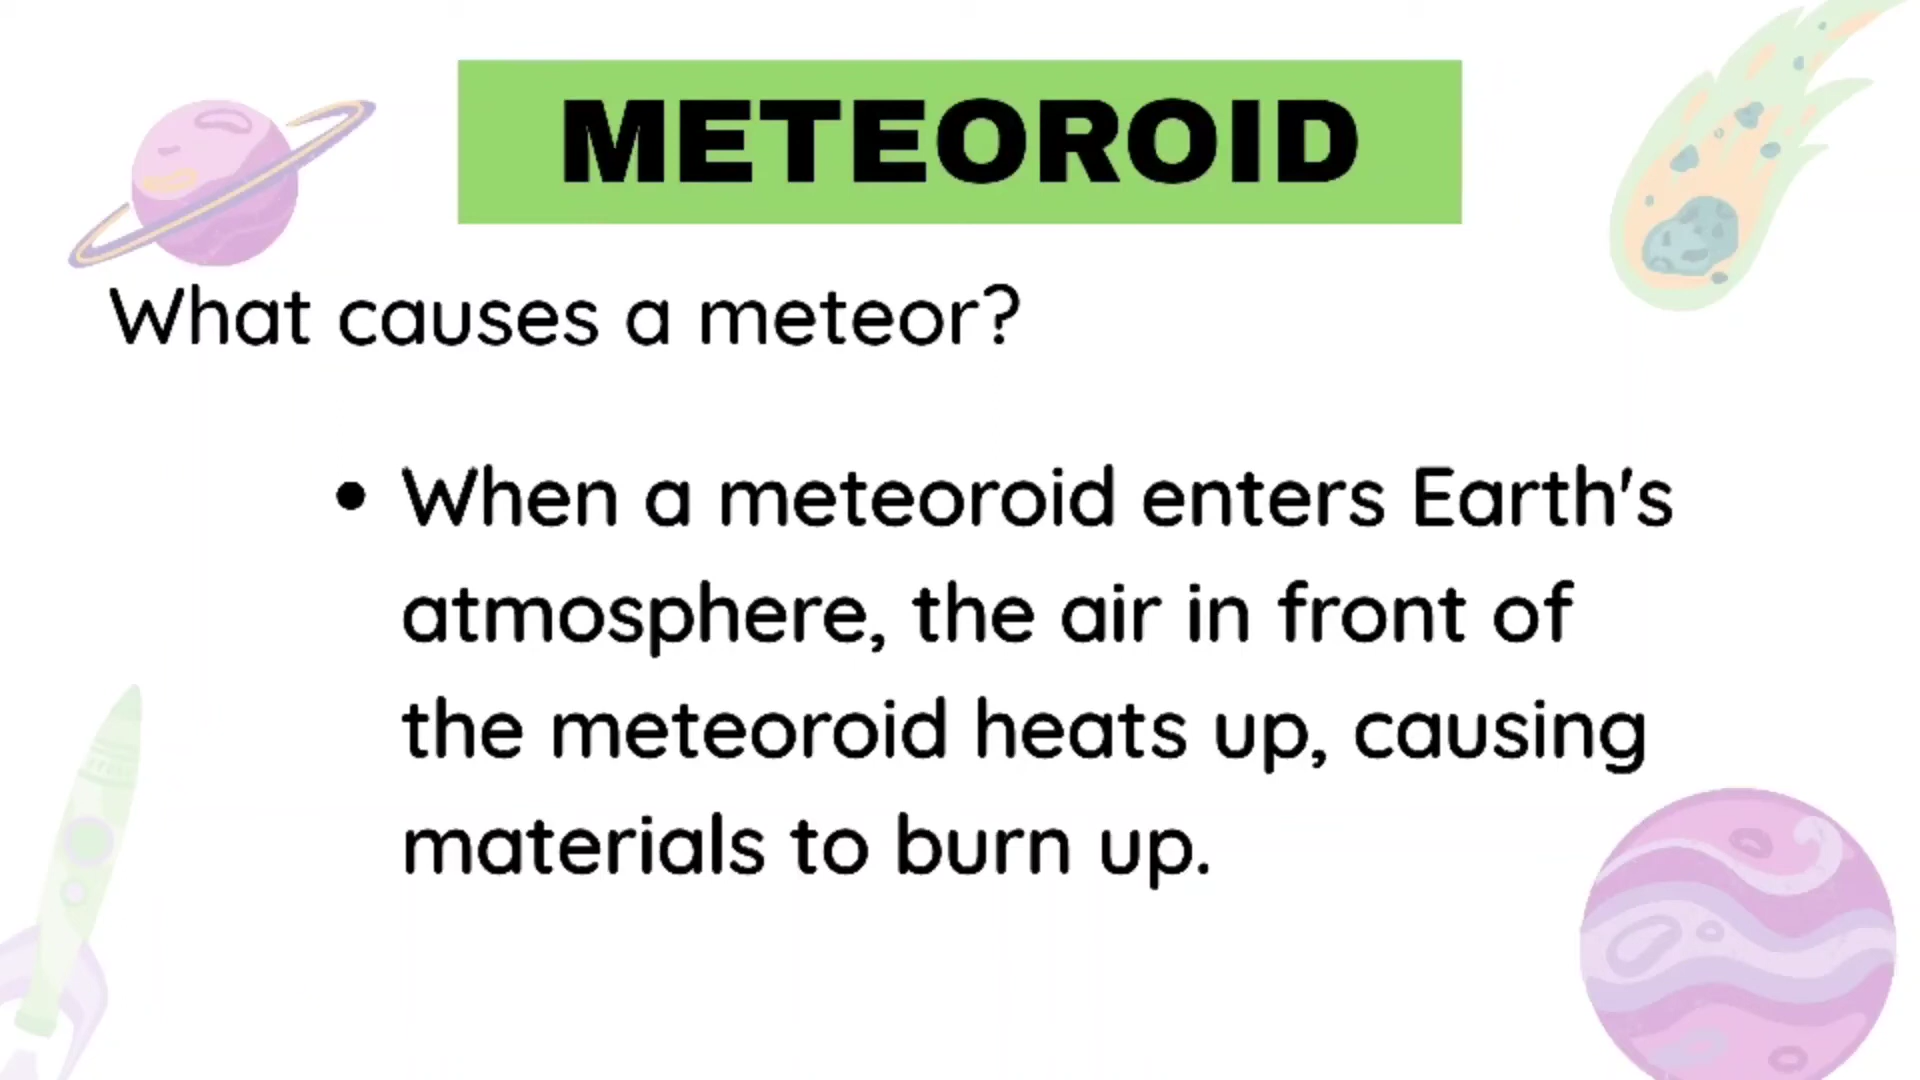 METEOROID
What causes a meteor?
• When a meteoroid enters Earth's
atmosphere, the air in front of
the meteoroid heats up, causing
materials to burn up.